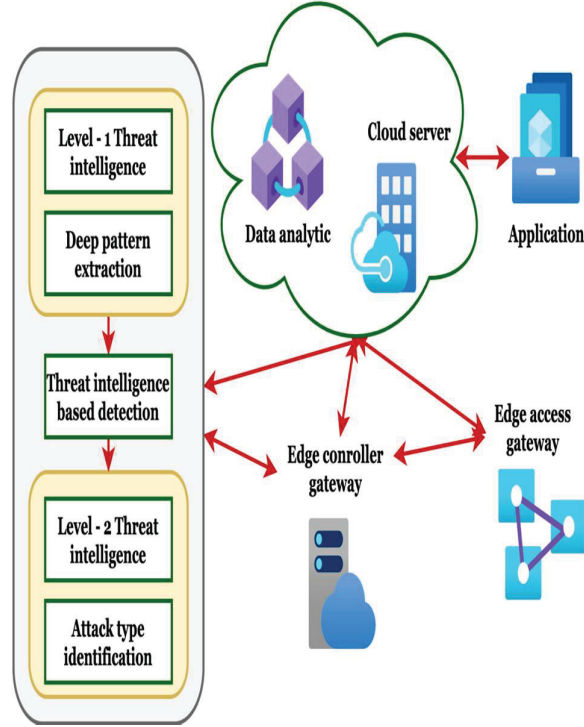 Level - 1 Threat
intelligence
Deep pattern
extraction
Threat intelligence
based detection
Level - 2 Threat
intelligence
Attack type
identification
Cloud server
Data analytic
Application
Edge conroller
gateway
Edge access
gateway